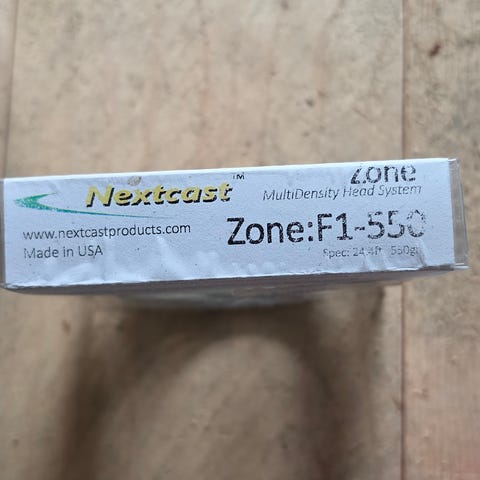 Nextcast™
www.nextcastproducts.com
Made in USA
Zone
MultiDensity Head System
Zone:F1-550
Spec: 24.4ft 550gr